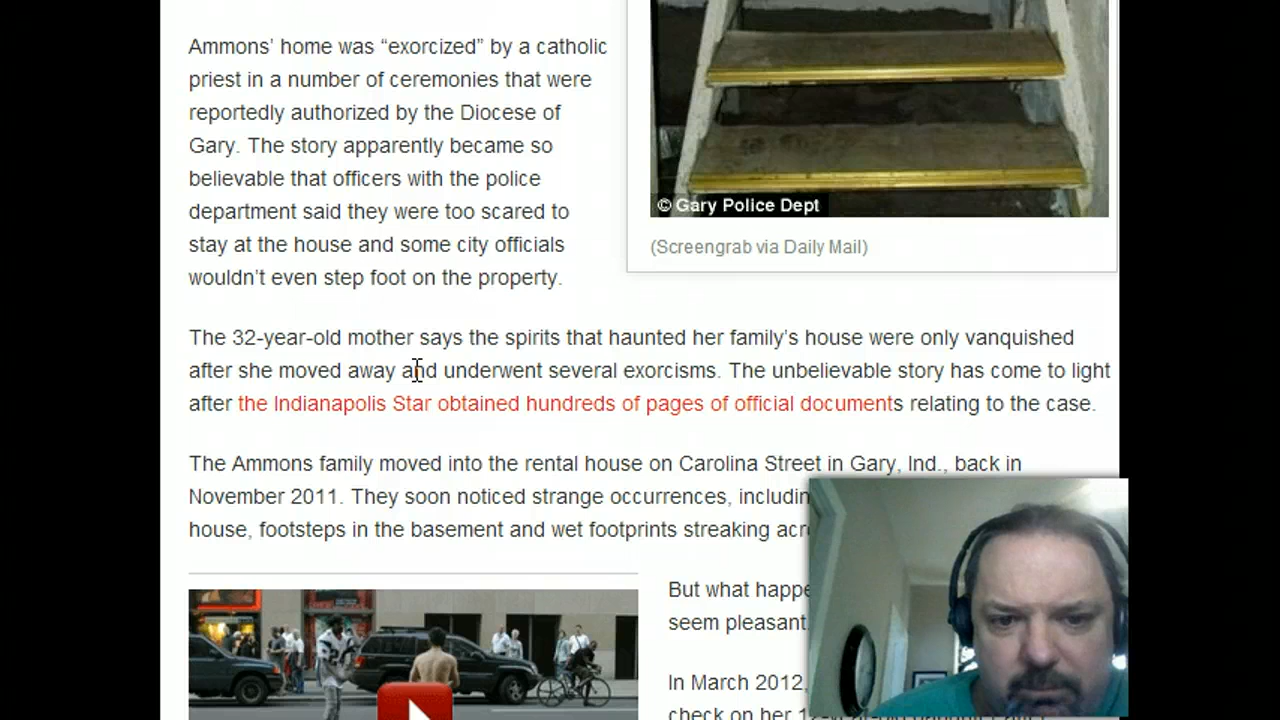 Ammons’ home was “exorcized” by a catholic
priest in a number of ceremonies that were
reportedly authorized by the Diocese of
Gary. The story apparently became so
believable that officers with the police
department said they were too scared to
stay at the house and some city officials
wouldn’t even step foot on the property.
© Gary Police Dept
(Screengrab via Daily Mail)
The 32-year-old mother says the spirits that haunted her family’s house were only vanquished
after she moved away and underwent several exorcisms. The unbelievable story has come to light
after the Indianapolis Star obtained hundreds of pages of official documents relating to the case.
The Ammons family moved into the rental house on Carolina Street in Gary, Ind., back in
November 2011. They soon noticed strange occurrences,
house, footsteps in the basement and wet footprints streaking
But what
seem pleasant.
In March 2012,
check on her